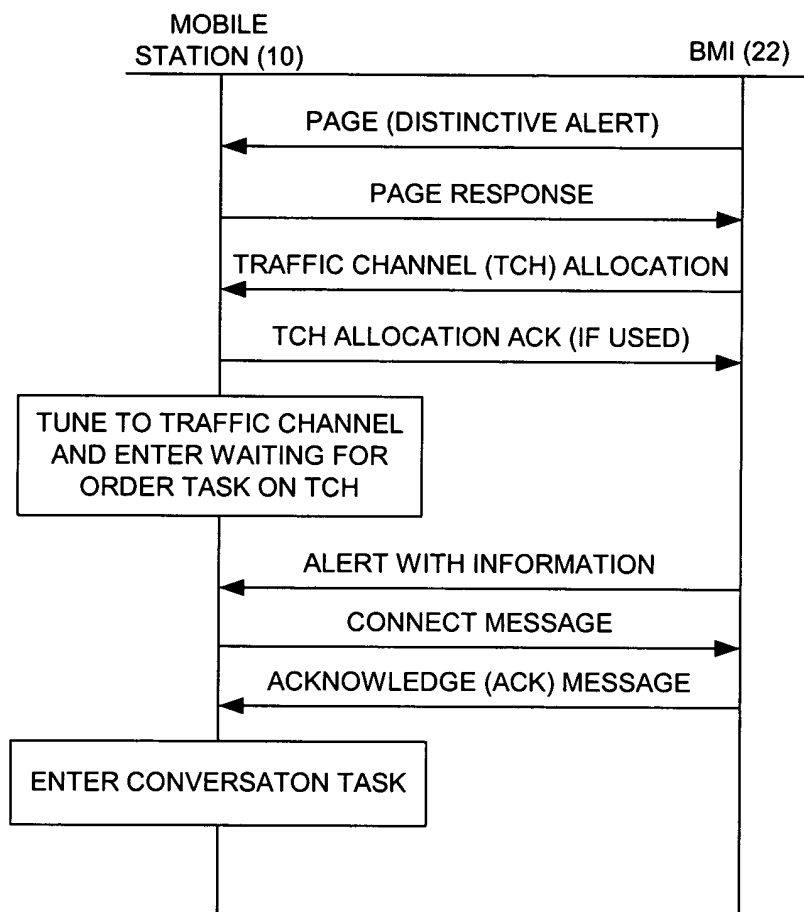 MOBILE
STATION (10)
BMI (22)
PAGE (DISTINCTIVE ALERT)
PAGE RESPONSE
TRAFFIC CHANNEL (TCH) ALLOCATION
TCH ALLOCATION ACK (IF USED)
TUNE TO TRAFFIC CHANNEL
AND ENTER WAITING FOR
ORDER TASK ON TCH
ALERT WITH INFORMATION
CONNECT MESSAGE
ACKNOWLEDGE (ACK) MESSAGE
ENTER CONVERSATON TASK